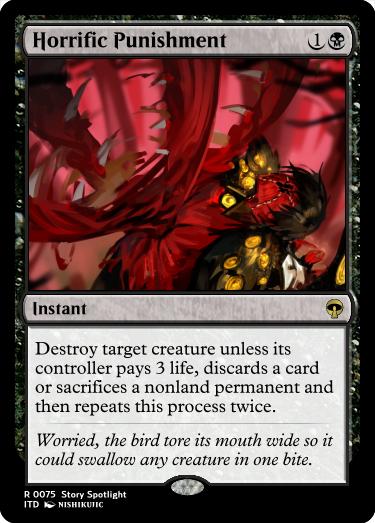 Horrific Punishment 1
Instant
Destroy target creature unless its
controller pays 3 life, discards a card
or sacrifices a nonland permanent and
then repeats this process twice.
Worried, the bird tore its mouth wide so it
could swallow any creature in one bite.
R 0075 Story Spotlight
ITD NISHIKUJIC